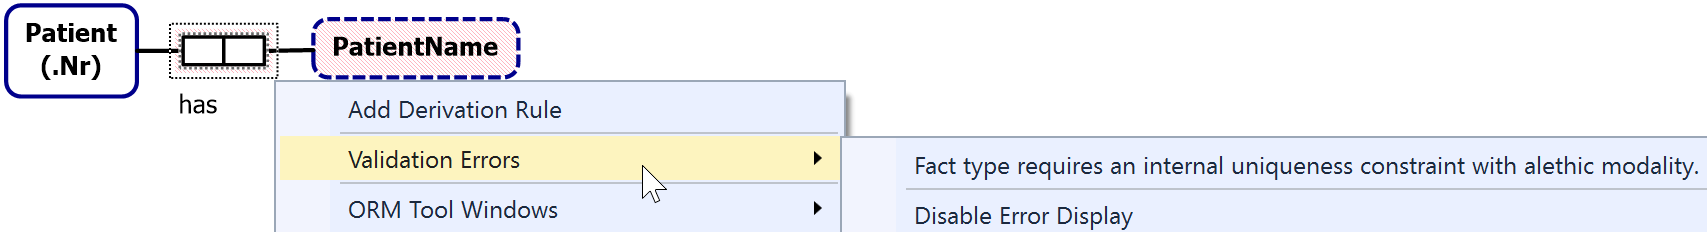 Patient
(.Nr)
PatientName
has
Add Derivation Rule
Validation Errors
ORM Tool Windows
Fact type requires an internal uniqueness constraint with alethic modality.
Disable Error Display